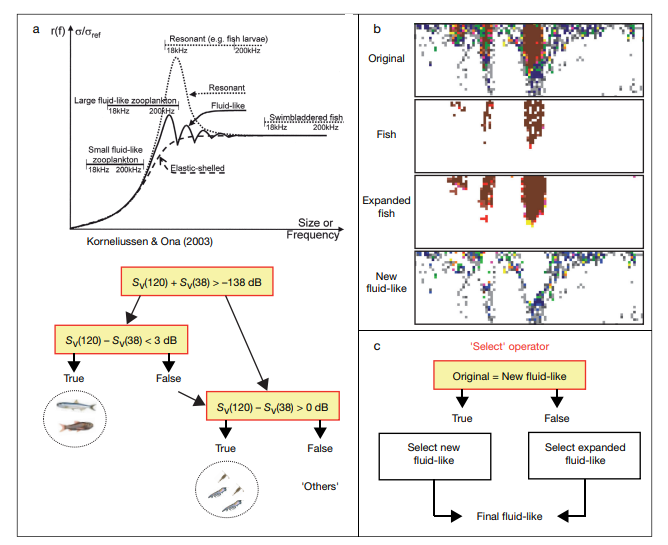 a
r(f) σ/σref
Resonant (e.g. fish larvae)
18kHz 200kHz
Resonant
Large fluid-like zooplankton
18kHz 200kHz
Fluid-like
Swimbladdered fish
18kHz 200kHz
Small fluid-like
zooplankton
18kHz 200kHz
Elastic-shelled
Size or
Frequency
Korneliussen & Ona (2003)
SV(120) + SV(38) > –138 dB
SV(120) – SV(38) < 3 dB
True False
SV(120) – SV(38) > 0 dB
True False
'Others'
b
Original
Fish
Expanded
fish
New
fluid-like
c
'Select' operator
Original = New fluid-like
True False
Select new
fluid-like
Select expanded
fluid-like
Final fluid-like